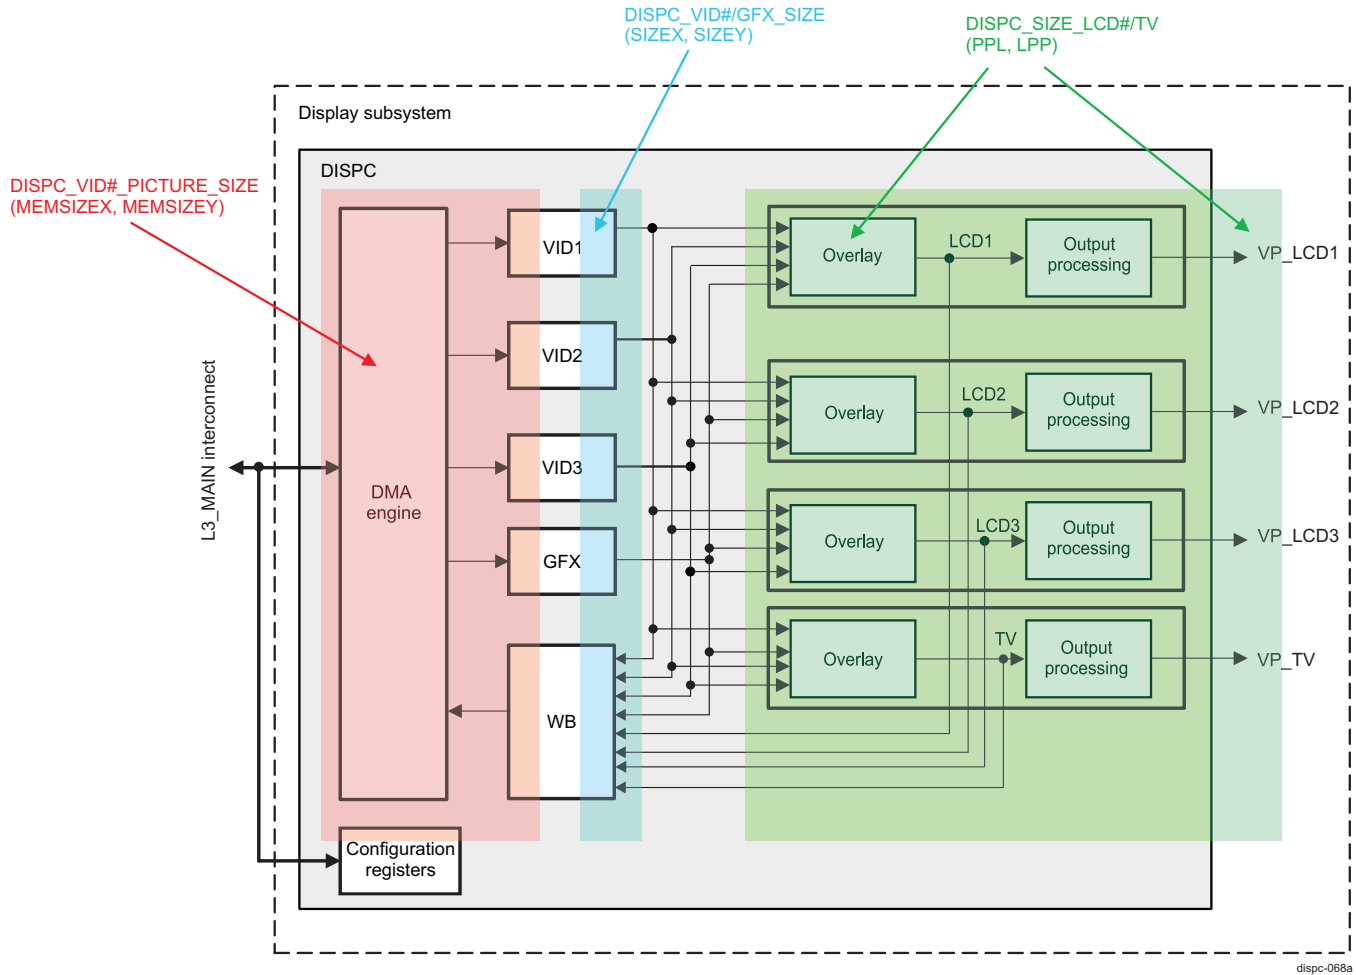 DISPC_VID#/GFX_SIZE
(SIZEX, SIZEY)
DISPC_SIZE_LCD#/TV
(PPL, LPP)
Display subsystem
DISPC
DISPC_VID#_PICTURE_SIZE
(MEMSIZEX, MEMSIZEY)
VID1
Overlay
LCD1
Output
processing
VP_LCD1
VID2
Overlay
LCD2
Output
processing
VP_LCD2
L3_MAIN interconnect
DMA
engine
VID3
GFX
Overlay
LCD3
Output
processing
VP_LCD3
WB
Overlay
TV
Output
processing
VP_TV
Configuration
registers
dispc-068a